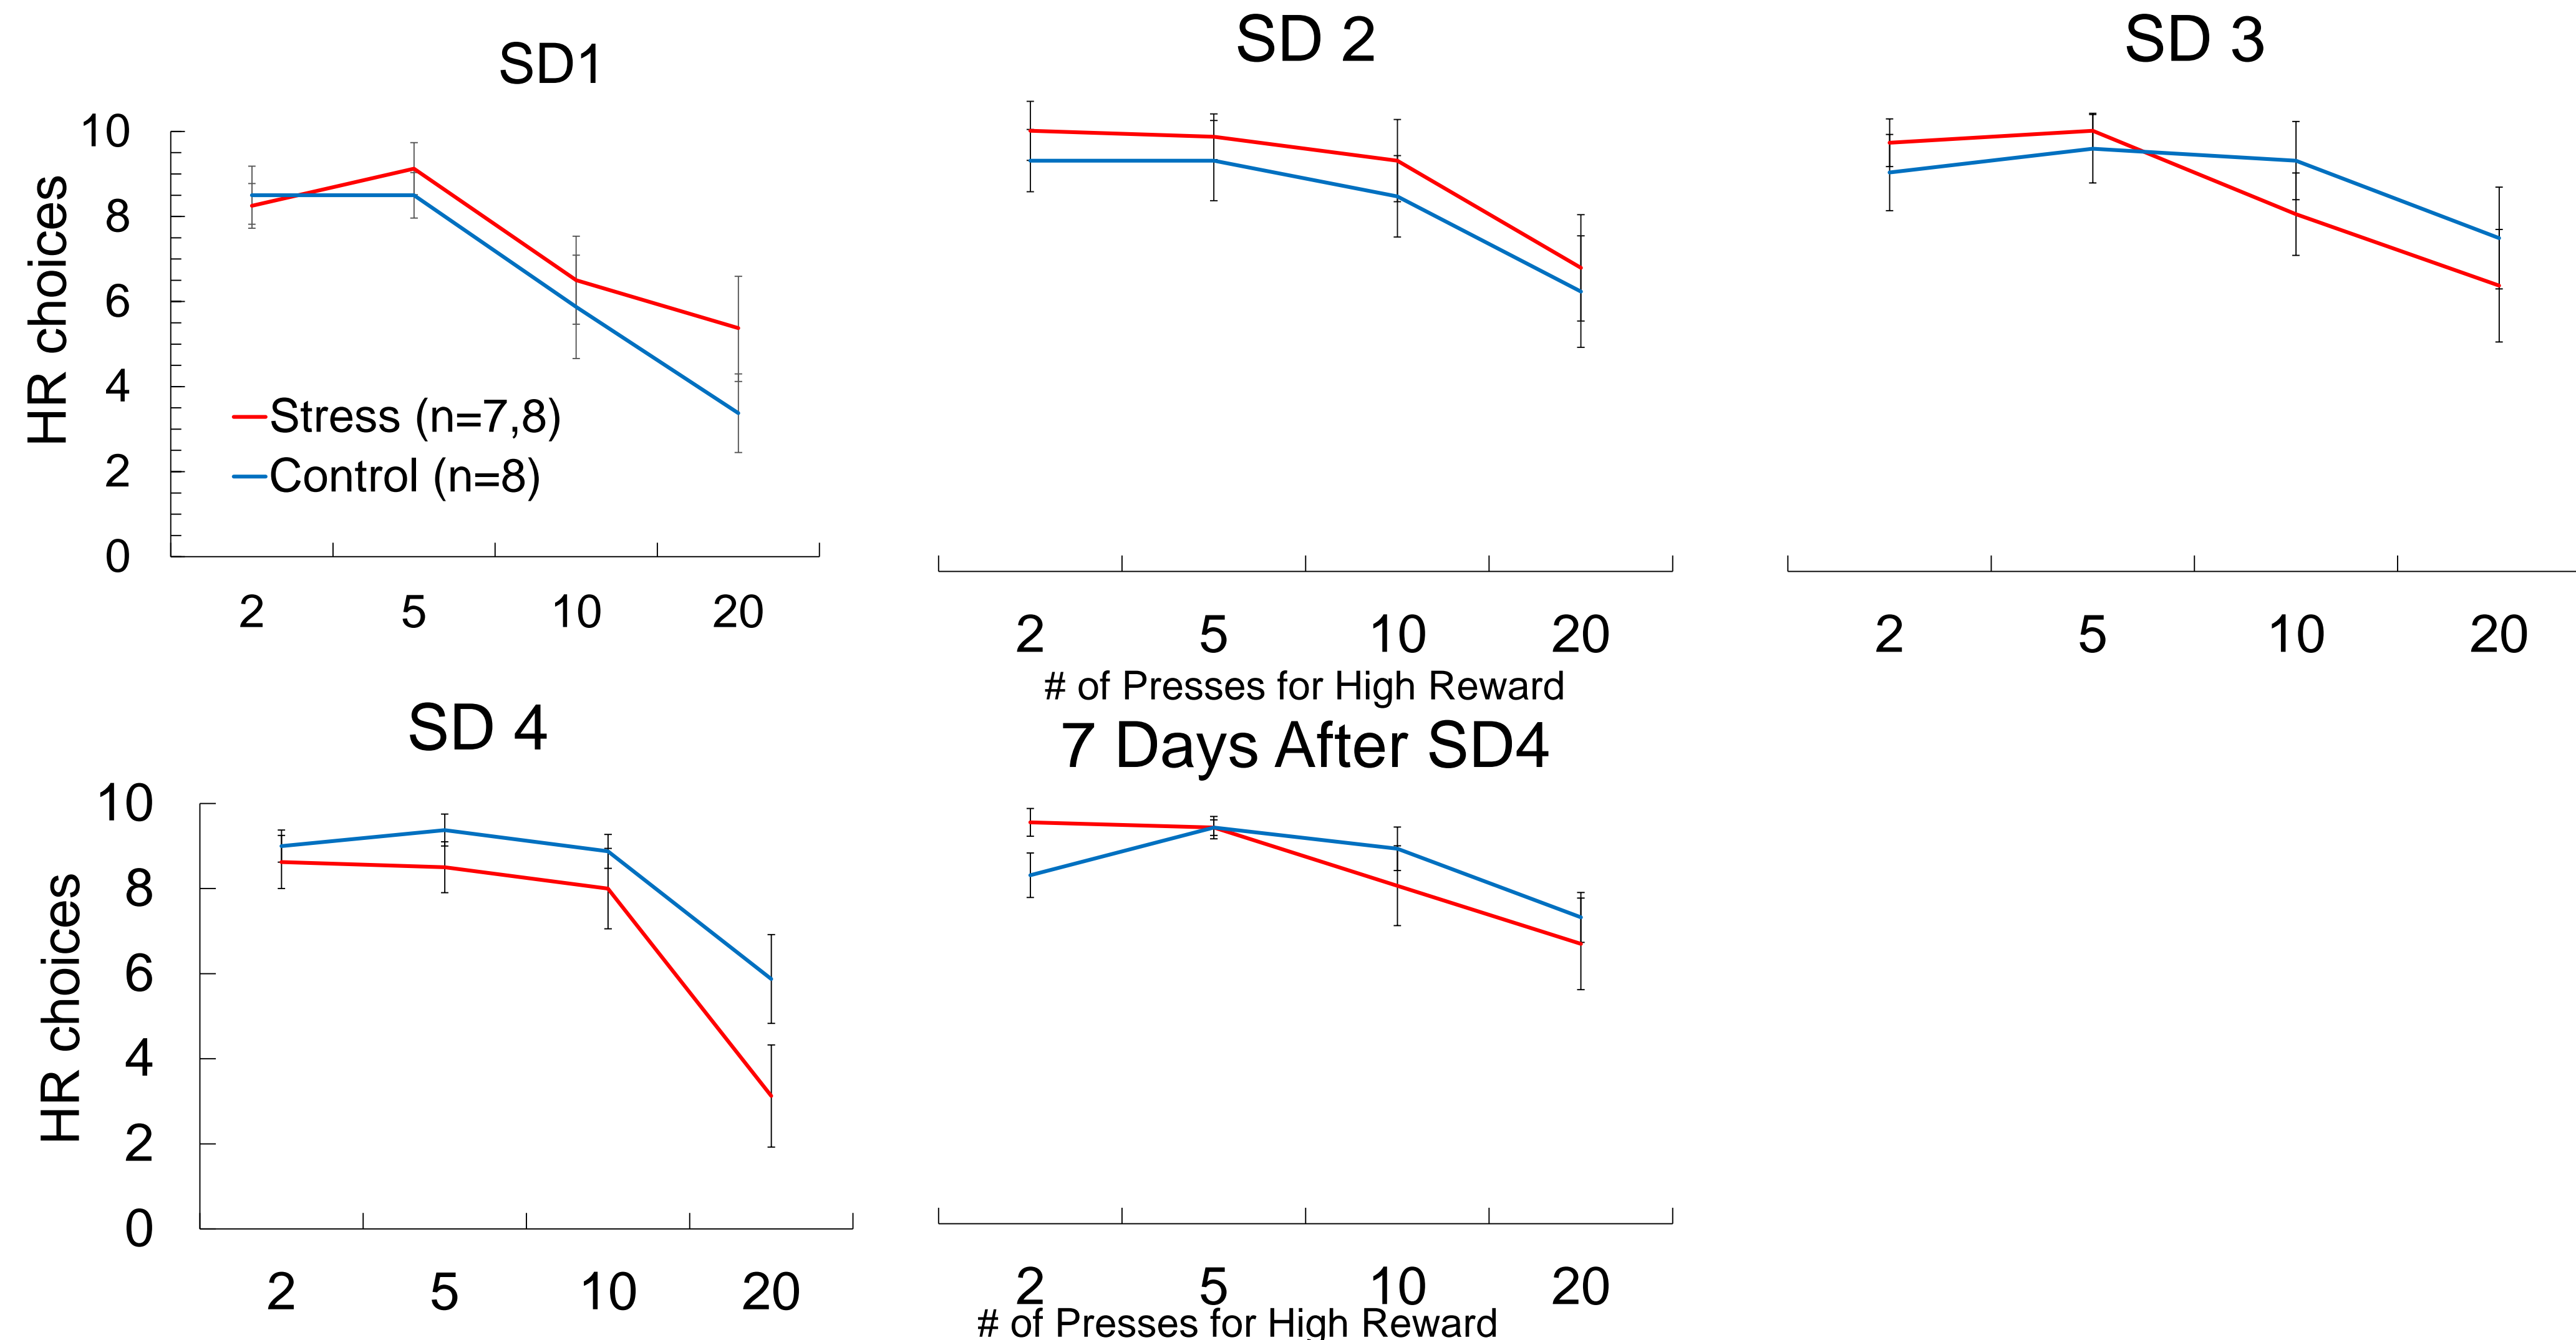 SD1
SD 2
SD 3
HR choices
10
8
6
4
2
0
Stress (n=7,8)
Control (n=8)
2 5 10 20
2 5 10 20
2 5 10 20
# of Presses for High Reward
SD 4
7 Days After SD4
HR choices
10
8
6
4
2
0
2 5 10 20
2 5 10 20
# of Presses for High Reward